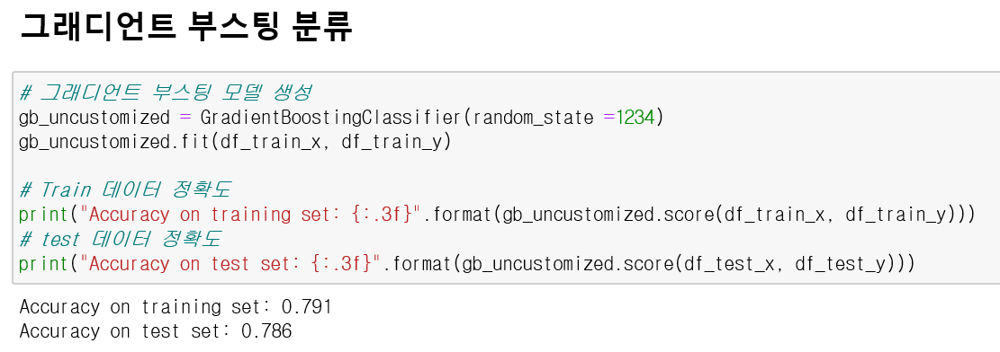 그래디언트 부스팅 분류
# 그래디언트 부스팅 모델 생성
gb_uncustomized = GradientBoostingClassifier(random_state =1234)
gb_uncustomized.fit(df_train_x, df_train_y)
# Train 데이터 정확도
print("Accuracy on training set: {:.3f}".format(gb_uncustomized.score(df_train_x, df_train_y)))
# test 데이터 정확도
print("Accuracy on test set: {:.3f}".format(gb_uncustomized.score(df_test_x, df_test_y)))
Accuracy on training set: 0.791
Accuracy on test set: 0.786